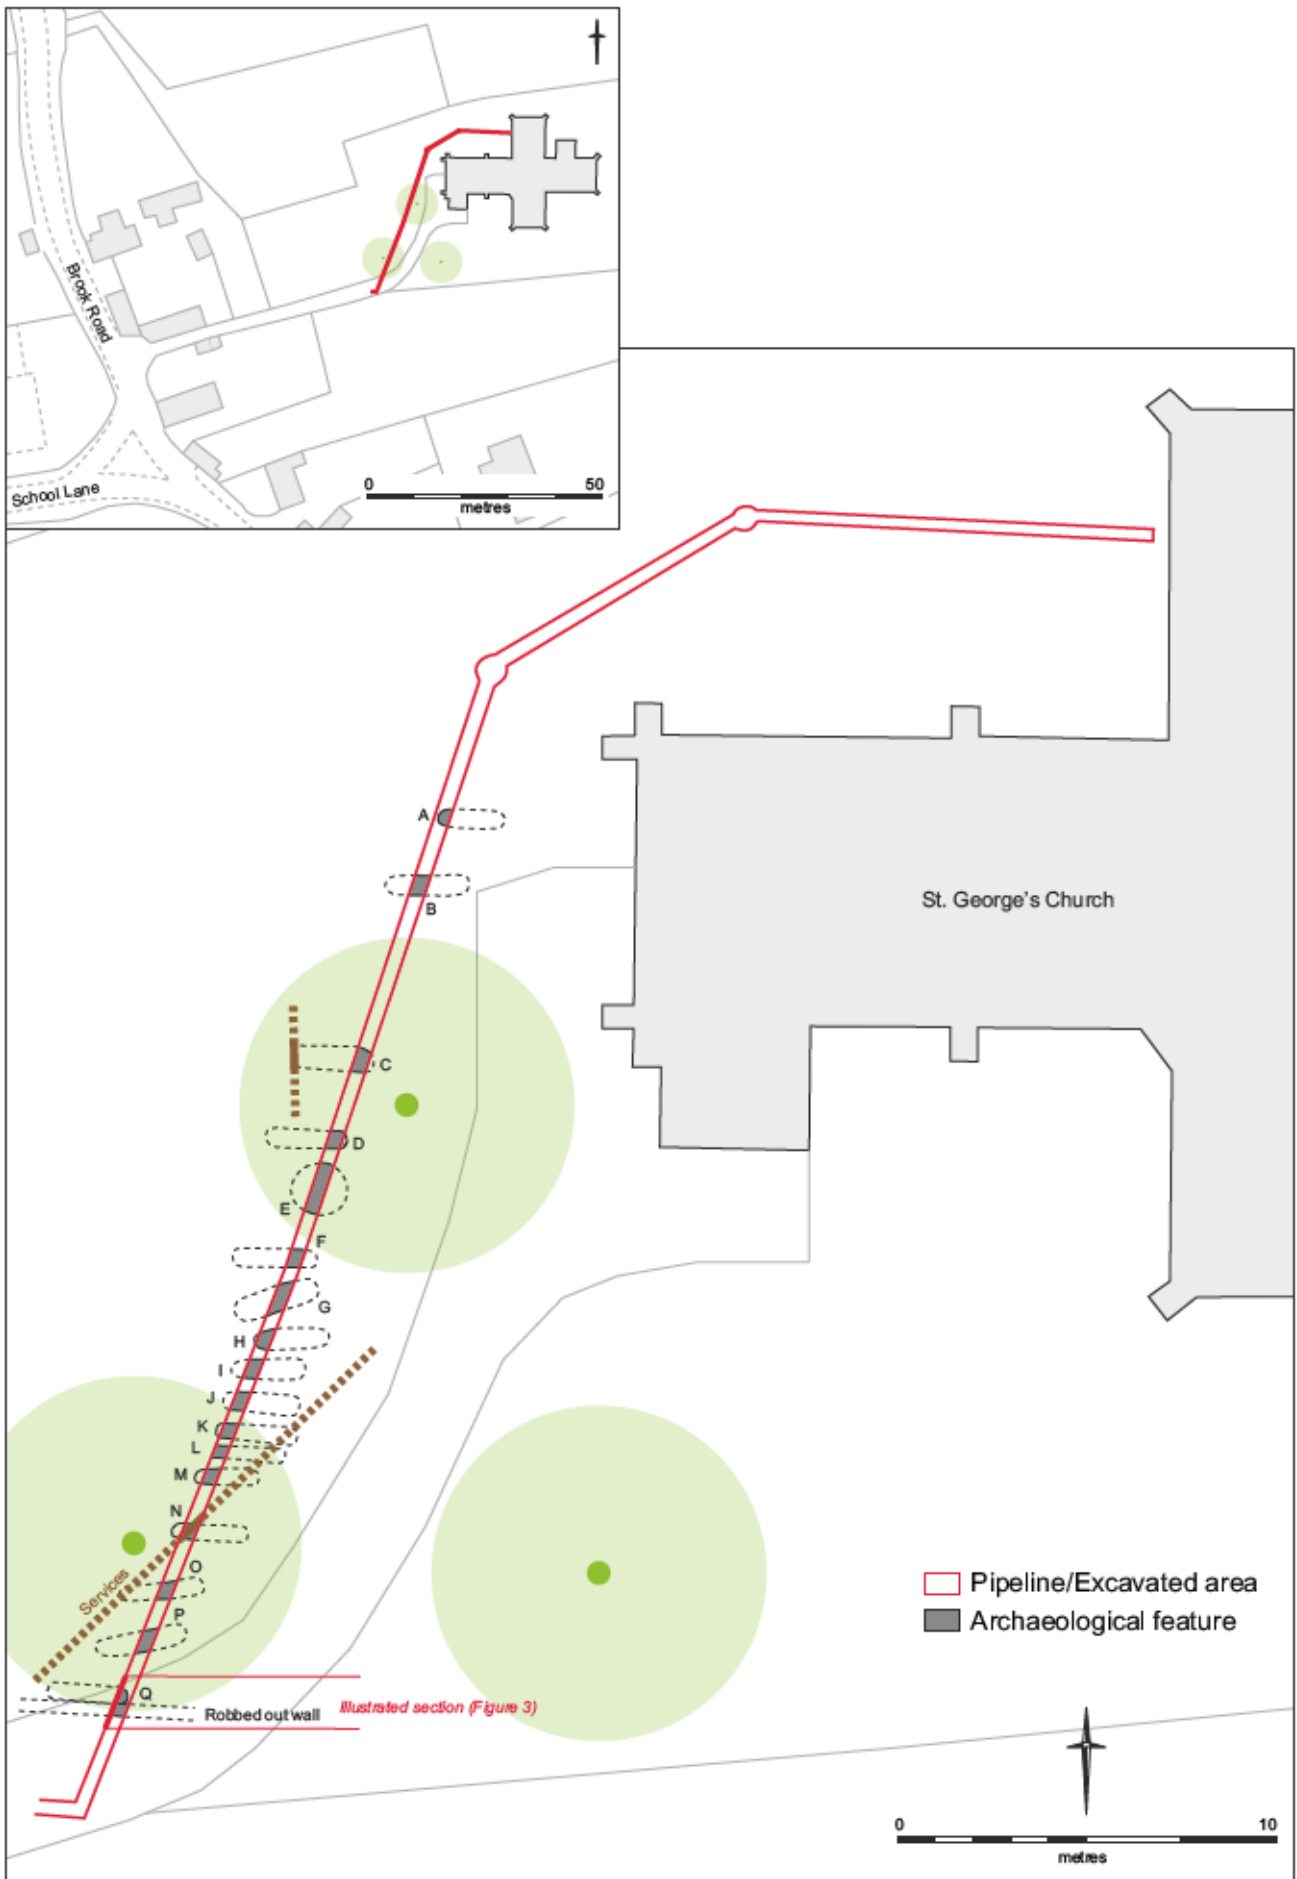 Brook Road
School Lane
0 50
metres
A
B
St. George's Church
C
D
E
F
G
H
I
J
K
L
M
N
O
Services
P
Pipeline/Excavated area
Archaeological feature
Q
Robbed out wall
Illustrated section (Figure 3)
0 10
metres